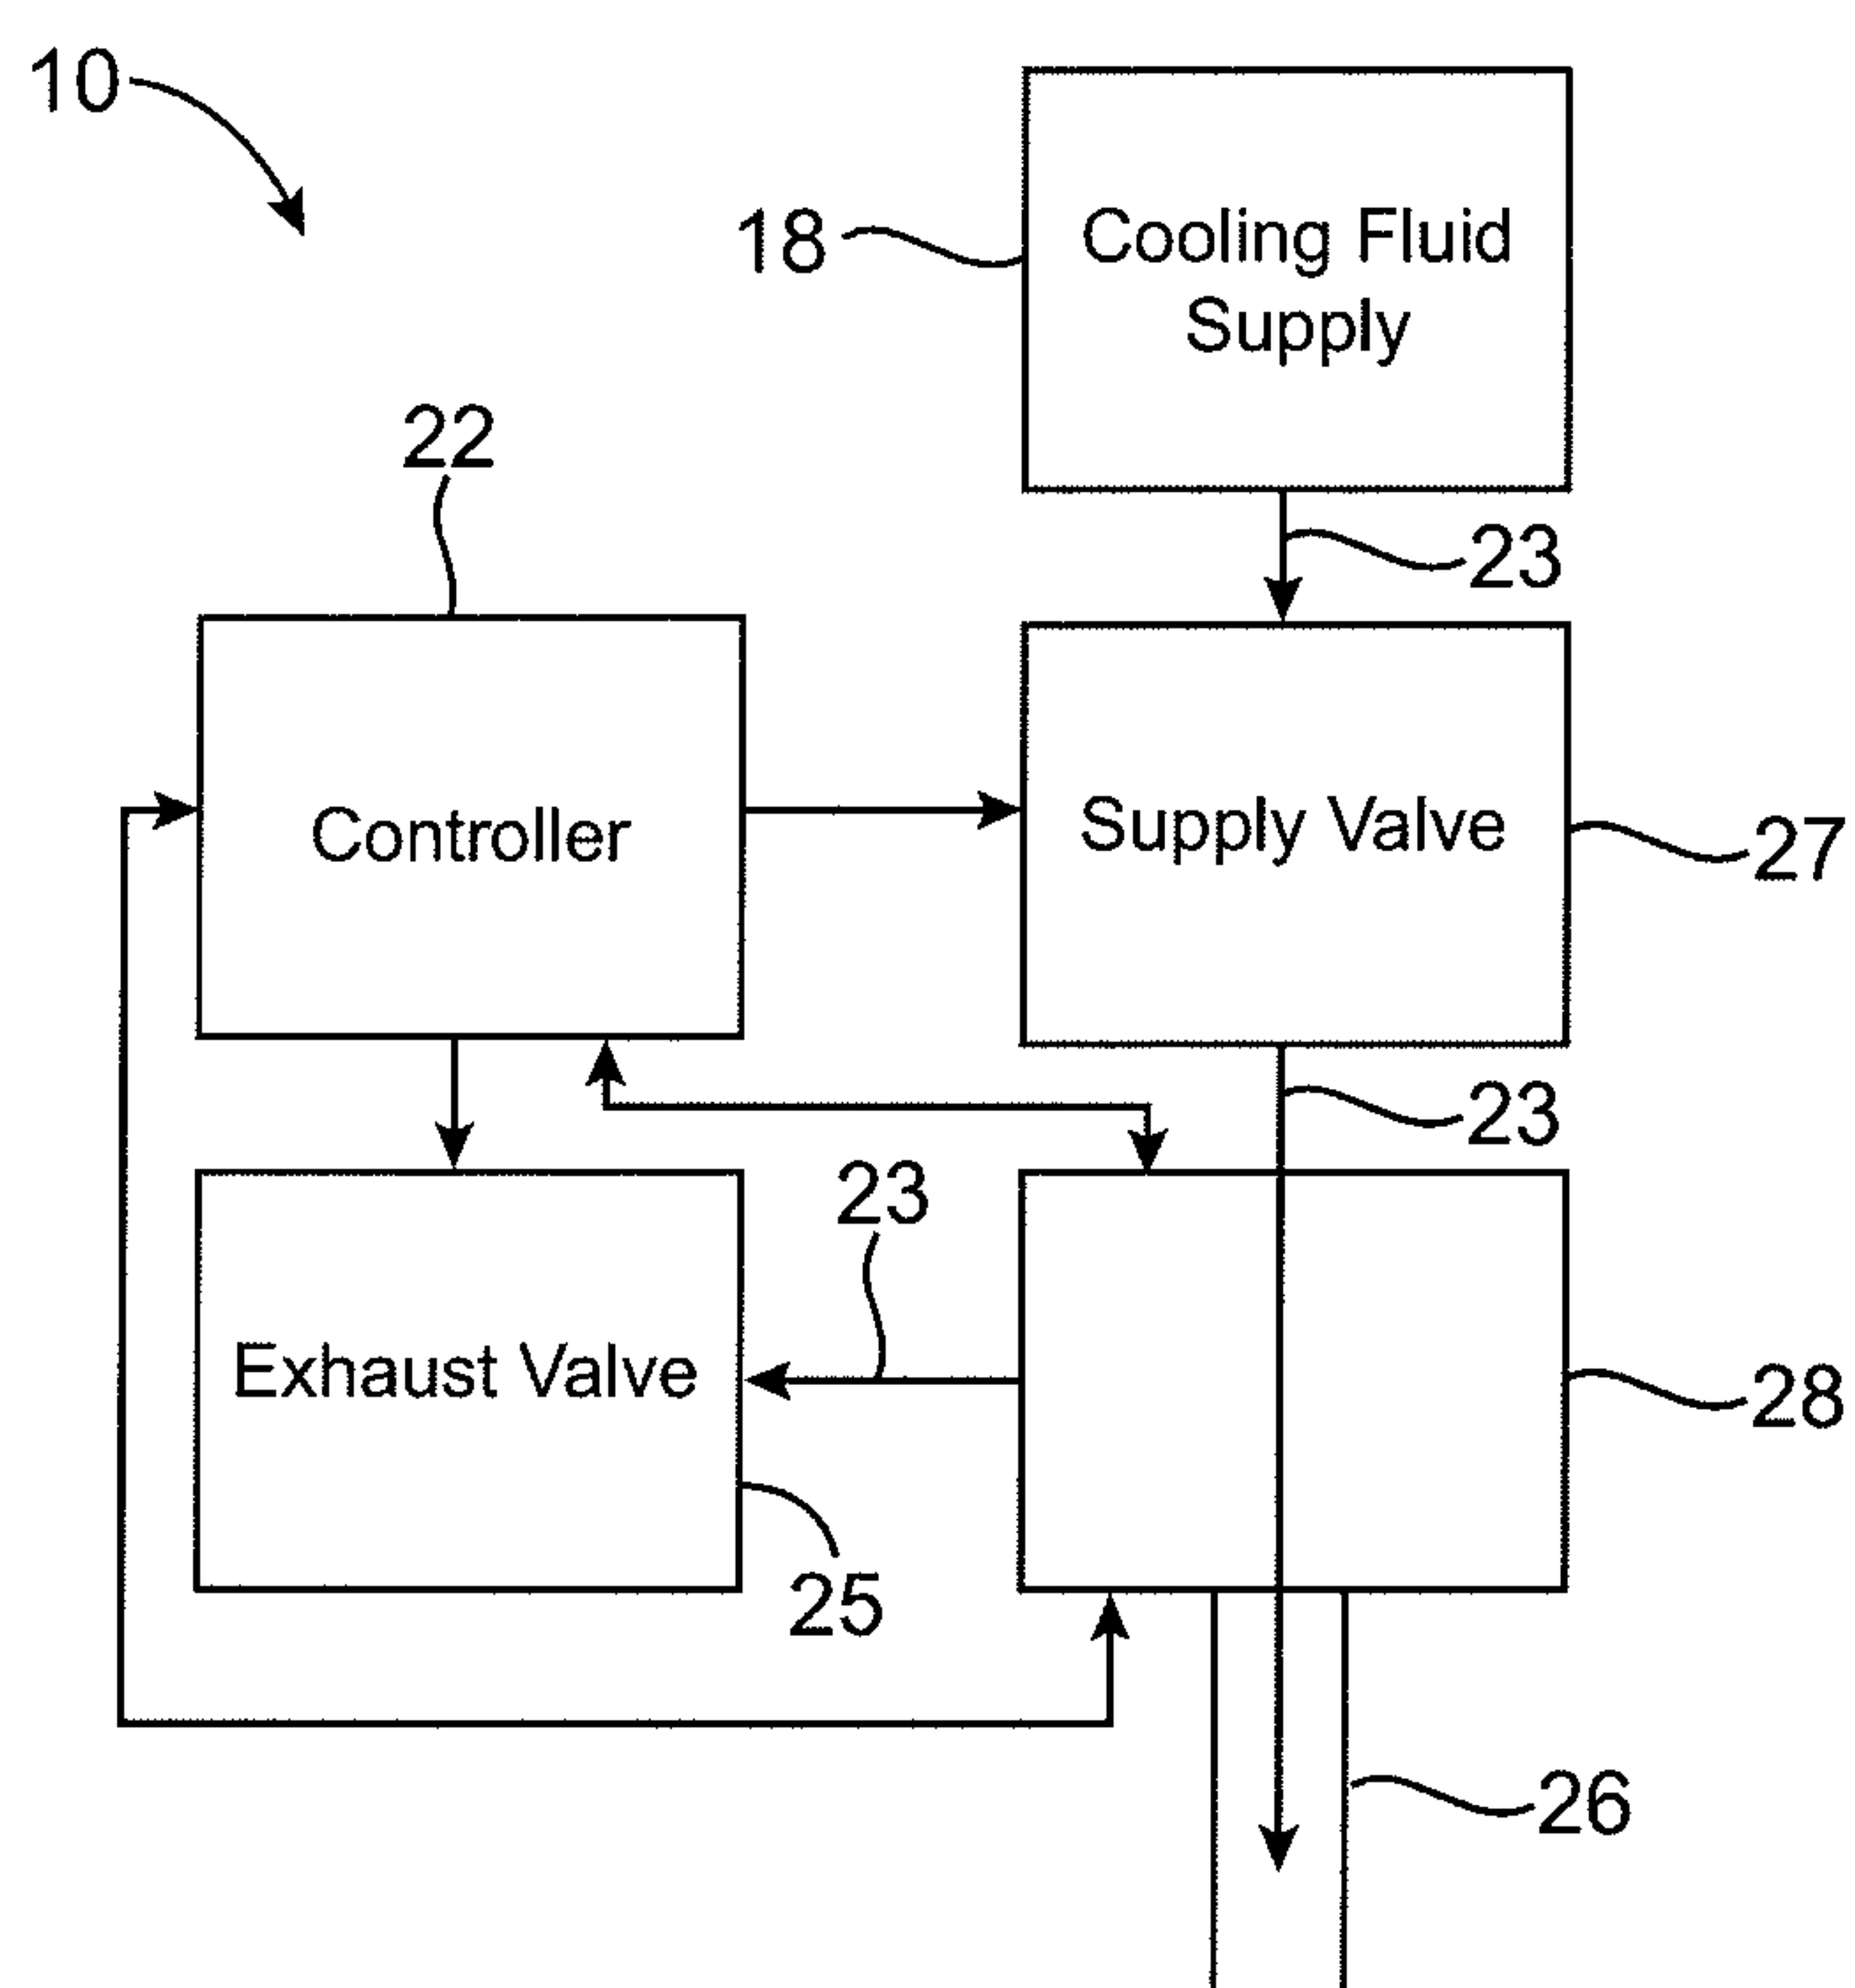 10
18
Cooling Fluid
Supply
22
23
Controller
Supply Valve
27
23
23
Exhaust Valve
28
25
26